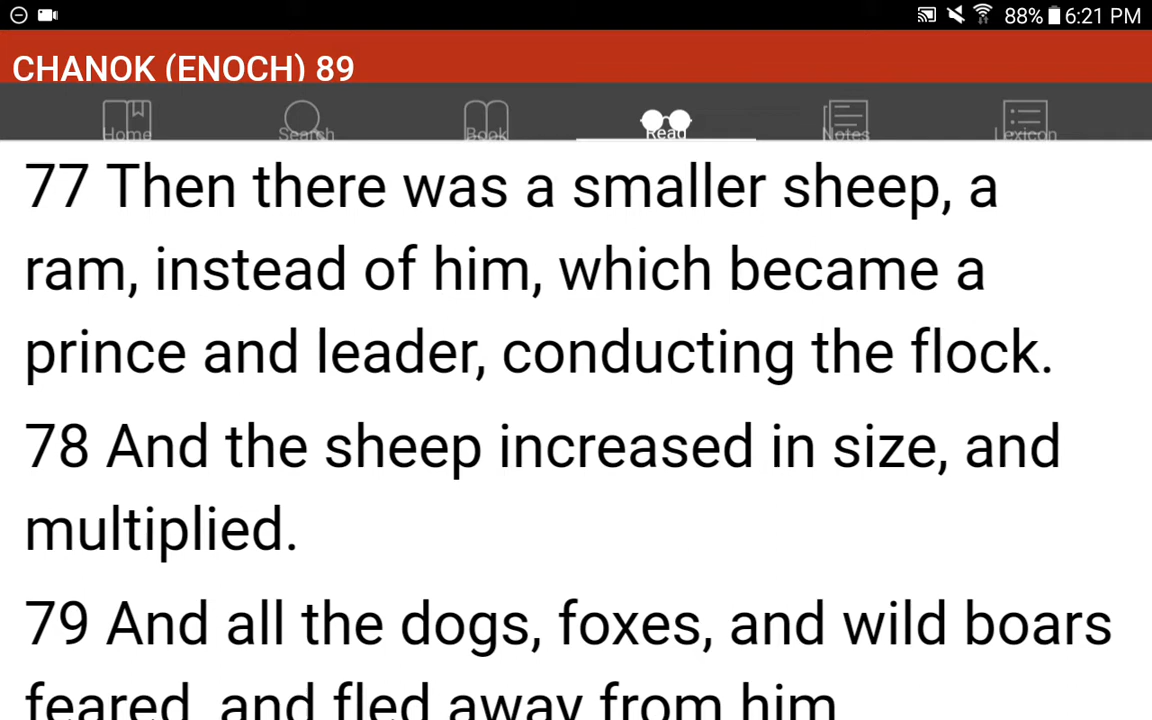 88% 6:21 PM
CHANOK (ENOCH) 89
Home Search Book Read Notes Lexicon
77 Then there was a smaller sheep, a
ram, instead of him, which became a
prince and leader, conducting the flock.
78 And the sheep increased in size, and
multiplied.
79 And all the dogs, foxes, and wild boars
feared, and fled away from him